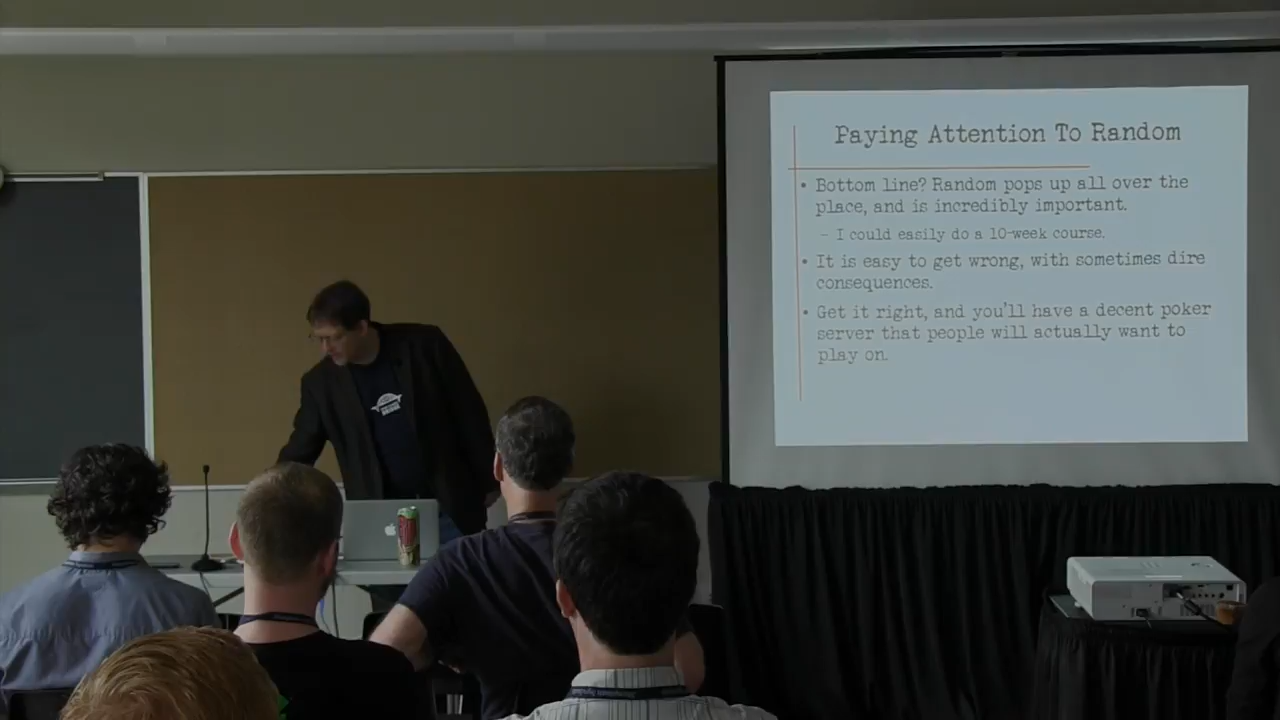 Paying Attention To Random
• Bottom line? Random pops up all over the
place, and is incredibly important.
– I could easily do a 10-week course.
• It is easy to get wrong, with sometimes dire
consequences.
• Get it right, and you'll have a decent poker
server that people will actually want to
play on.